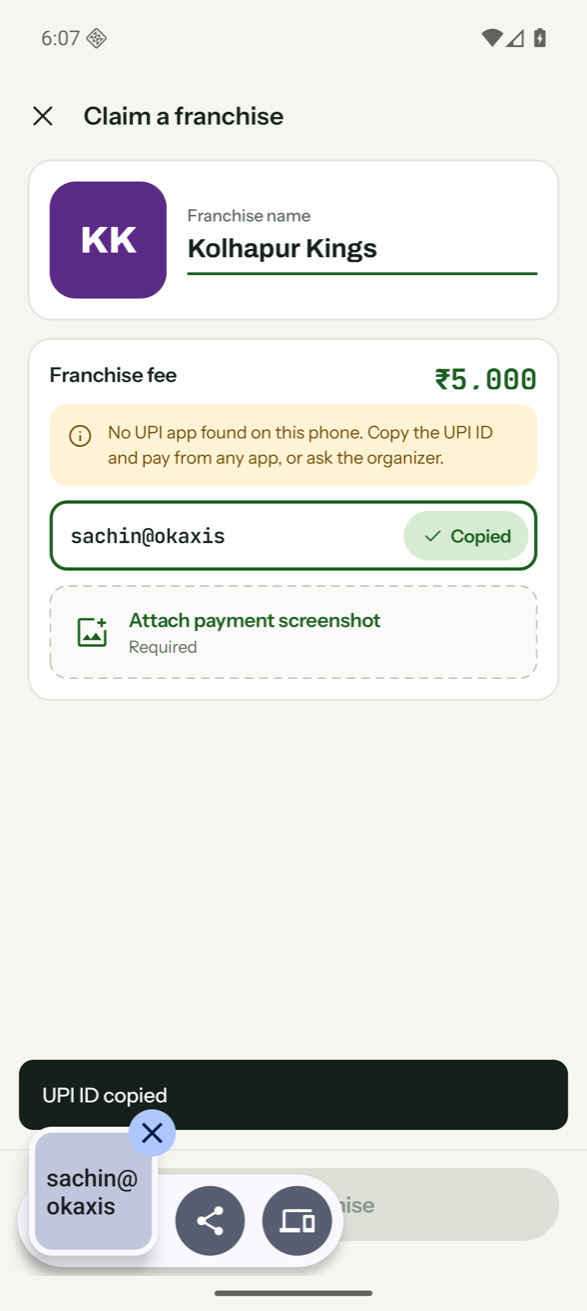 6:07
Claim a franchise
KK
Franchise name
Kolhapur Kings
Franchise fee
₹5,000
No UPI app found on this phone. Copy the UPI ID
and pay from any app, or ask the organizer.
sachin@okaxis
Copied
Attach payment screenshot
Required
UPI ID copied
sachin@
okaxis